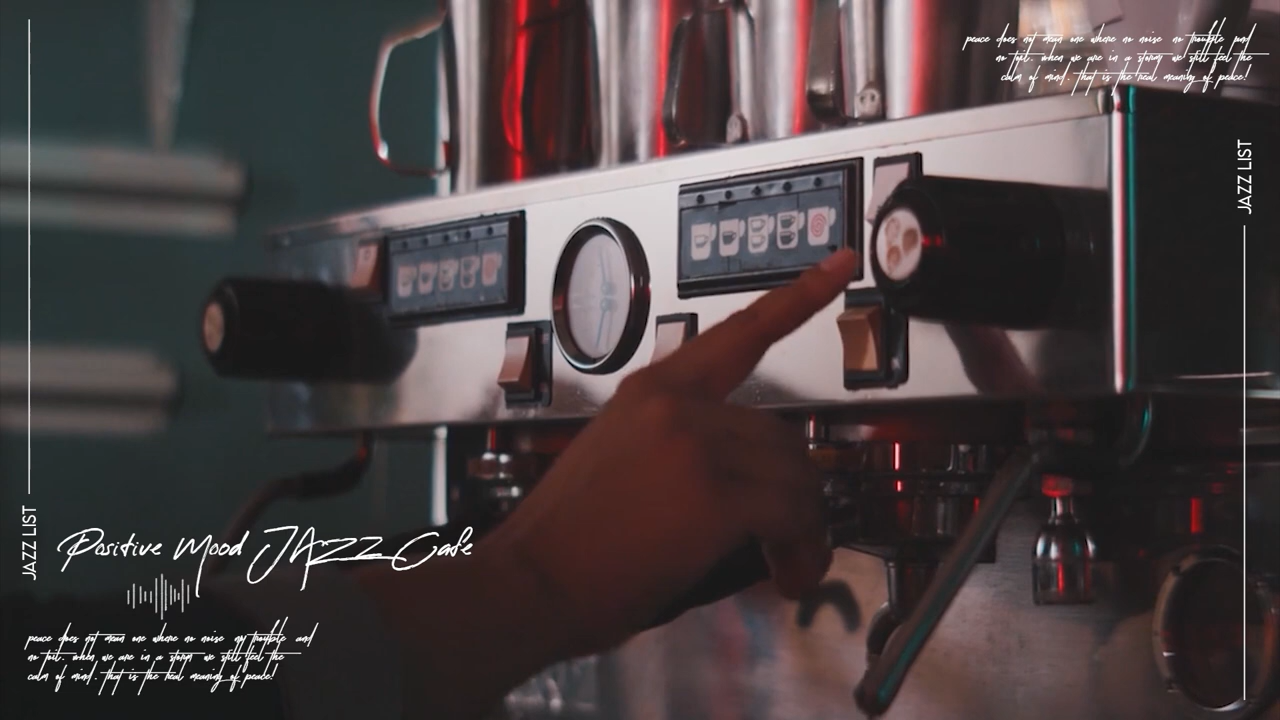 peace does not mean one where no noise no trouble and
no toil. when we are in a storm we still feel the
calm of mind. that is the real meaning of peace!
JAZZ LIST
JAZZ LIST
Positive Mood JAZZ Cafe
peace does not mean one where no noise no trouble and
no toil. when we are in a storm we still feel the
calm of mind. that is the real meaning of peace!